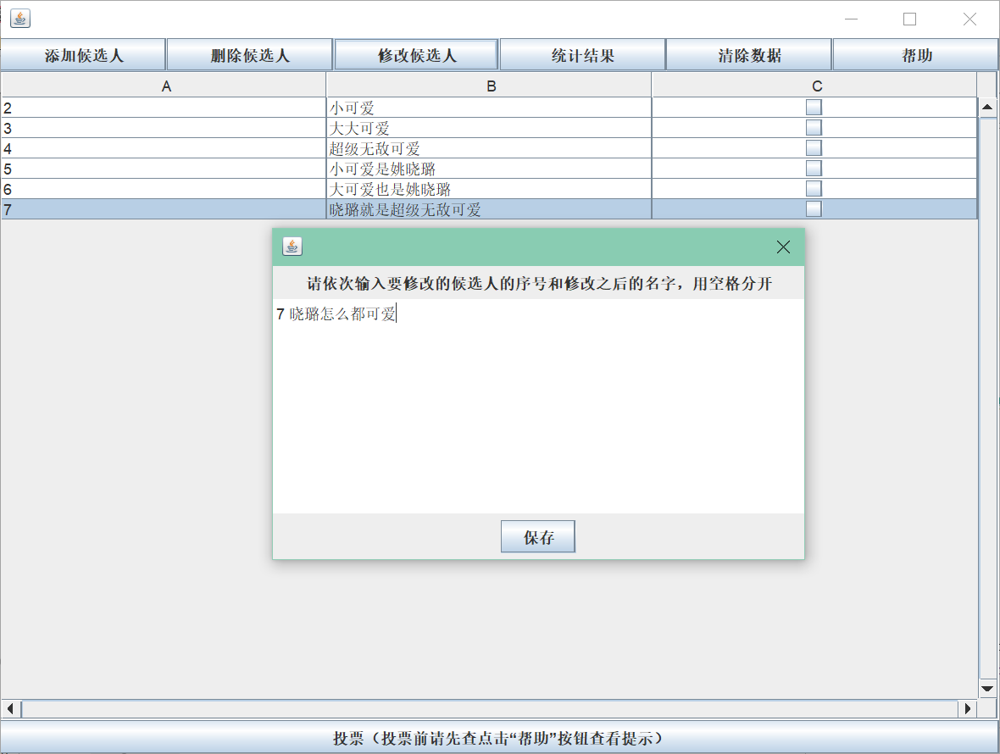 添加候选人 删除候选人 修改候选人 统计结果 清除数据 帮助
A B C
2 小可爱
3 大大可爱
4 超级无敌可爱
5 小可爱是姚晓璐
6 大可爱也是姚晓璐
7 晓璐就是超级无敌可爱
请依次输入要修改的候选人的序号和修改之后的名字，用空格分开
7 晓璐怎么都可爱
保存
投票（投票前请先查点击“帮助”按钮查看提示）